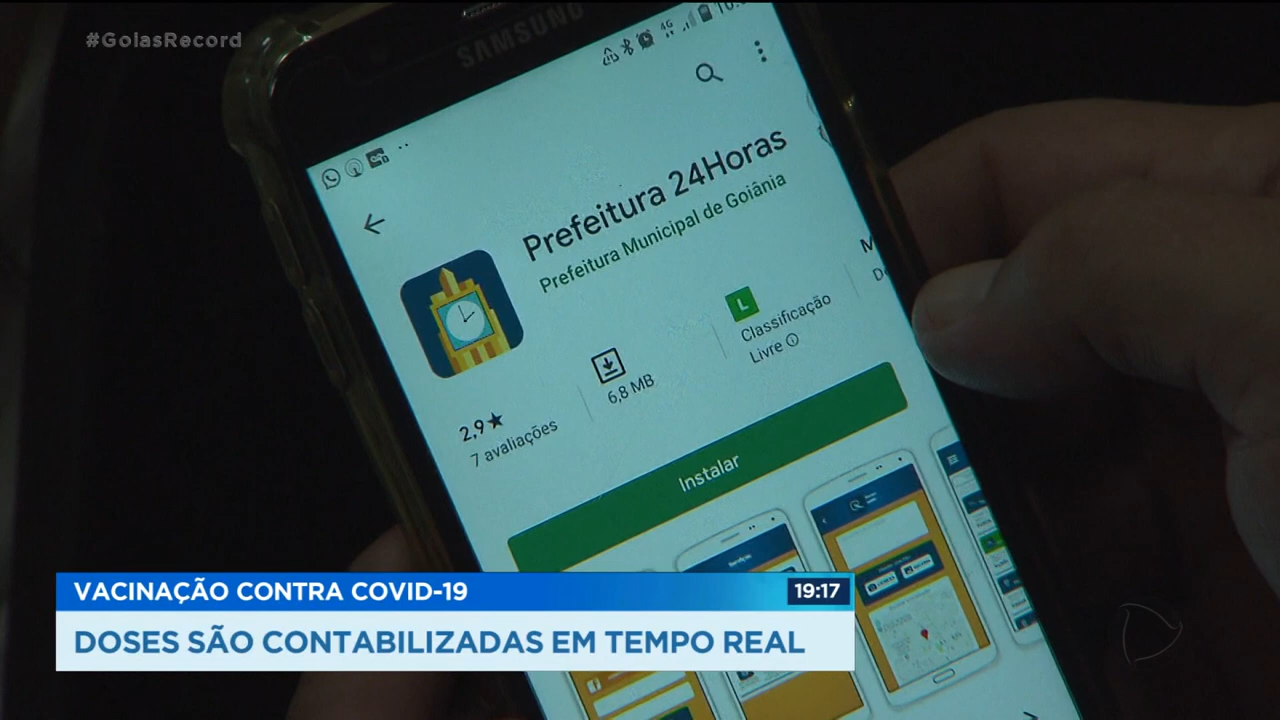 #GoiasRecord
SAMSUNG
4G
Prefeitura 24Horas
Prefeitura Municipal de Goiânia
2,9★
7 avaliações
6,8 MB
L
Classificação
Livre
Instalar
VACINAÇÃO CONTRA COVID-19
19:17
DOSES SÃO CONTABILIZADAS EM TEMPO REAL